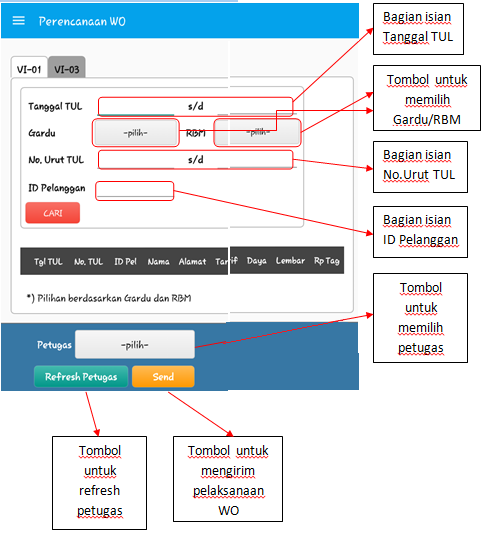 Perencanaan WO
VI-01 VI-03
Tanggal TUL s/d
Gardu -pilih- RBM -pilih-
No. Urut TUL s/d
ID Pelanggan
CARI
Tgl TUL No. TUL ID Pel Nama Alamat Tarif Daya Lembar Rp Tag
*) Pilihan berdasarkan Gardu dan RBM
Petugas -pilih-
Refresh Petugas Send
Bagian isian
Tanggal TUL
Tombol untuk
memilih
Gardu/RBM
Bagian isian
No.Urut TUL
Bagian isian
ID Pelanggan
Tombol
untuk
memilih
petugas
Tombol
untuk
refresh
petugas
Tombol untuk
mengirim
pelaksanaan
WO